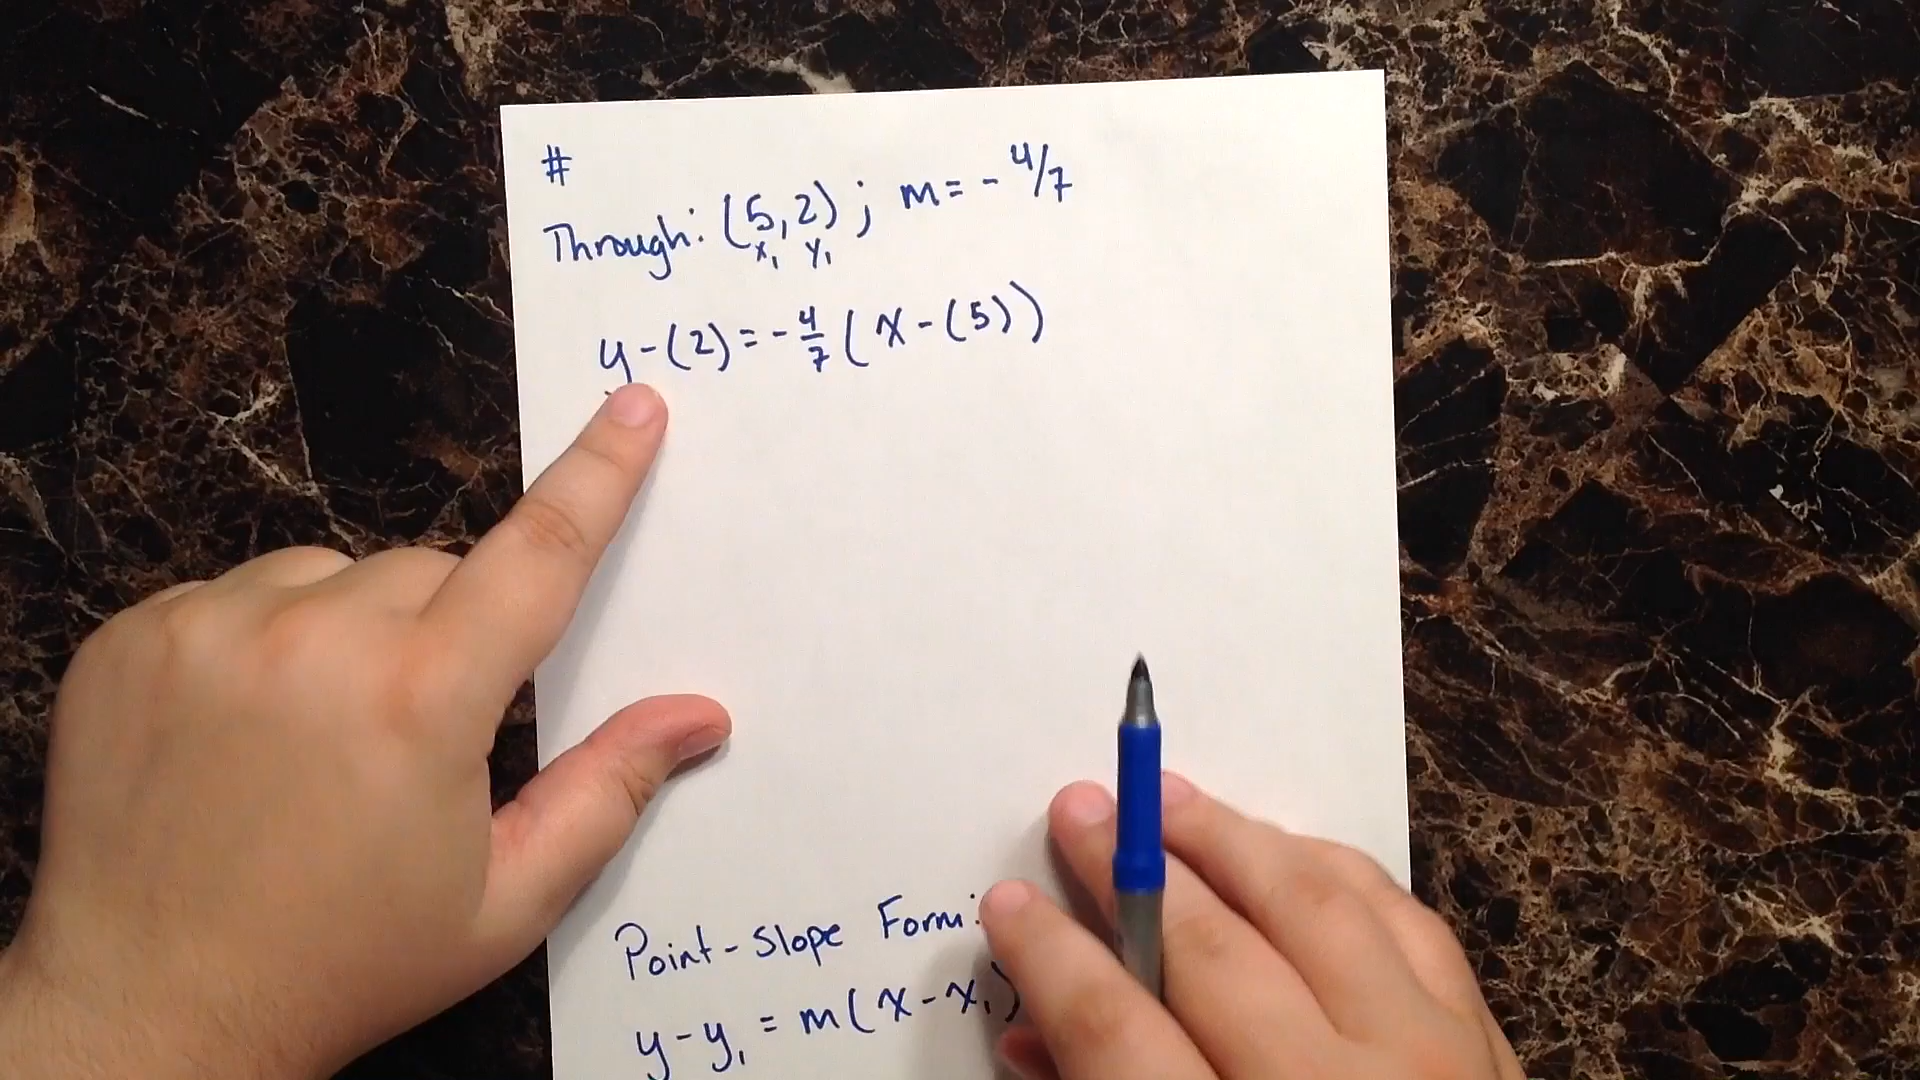 #
Through: (5,2); m= - 4/7
x₁ y₁
y-(2)=-4/7(x-(5))
Point-Slope Form:
y-y₁=m(x-x₁)